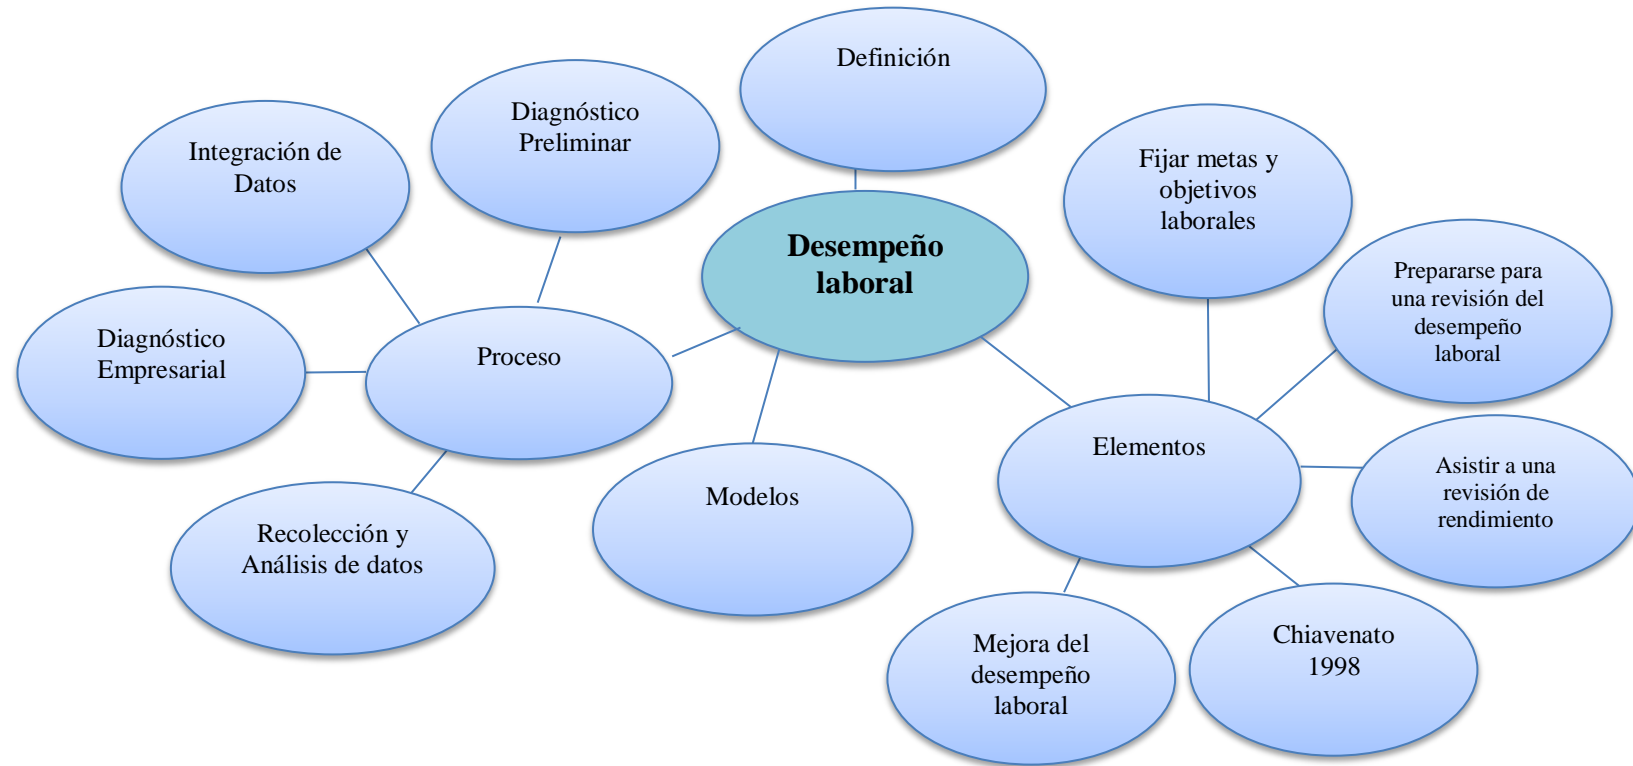 Definición
Diagnóstico
Preliminar
Integración de
Datos
Fijar metas y
objetivos
laborales
Desempeño
laboral
Prepararse para
una revisión del
desempeño
laboral
Diagnóstico
Empresarial
Proceso
Elementos
Asistir a una
revisión de
rendimiento
Modelos
Recolección y
Análisis de datos
Mejora del
desempeño
laboral
Chiavenato
1998